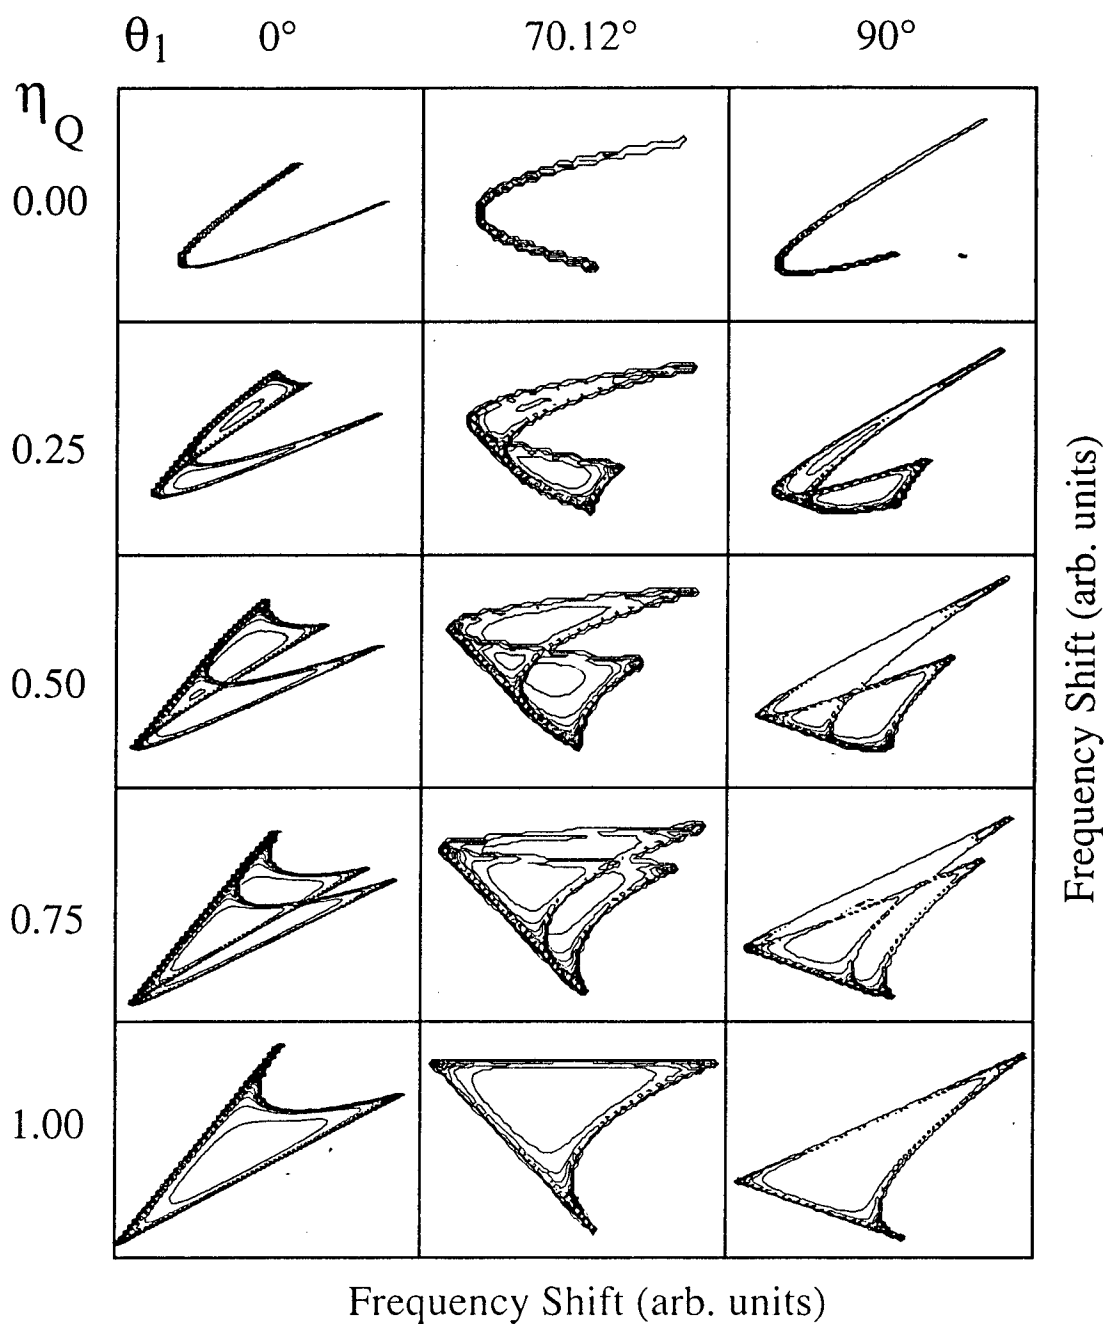 θ₁ 0° 70.12° 90°
η_Q
0.00
0.25
0.50
0.75
1.00
Frequency Shift (arb. units)
Frequency Shift (arb. units)